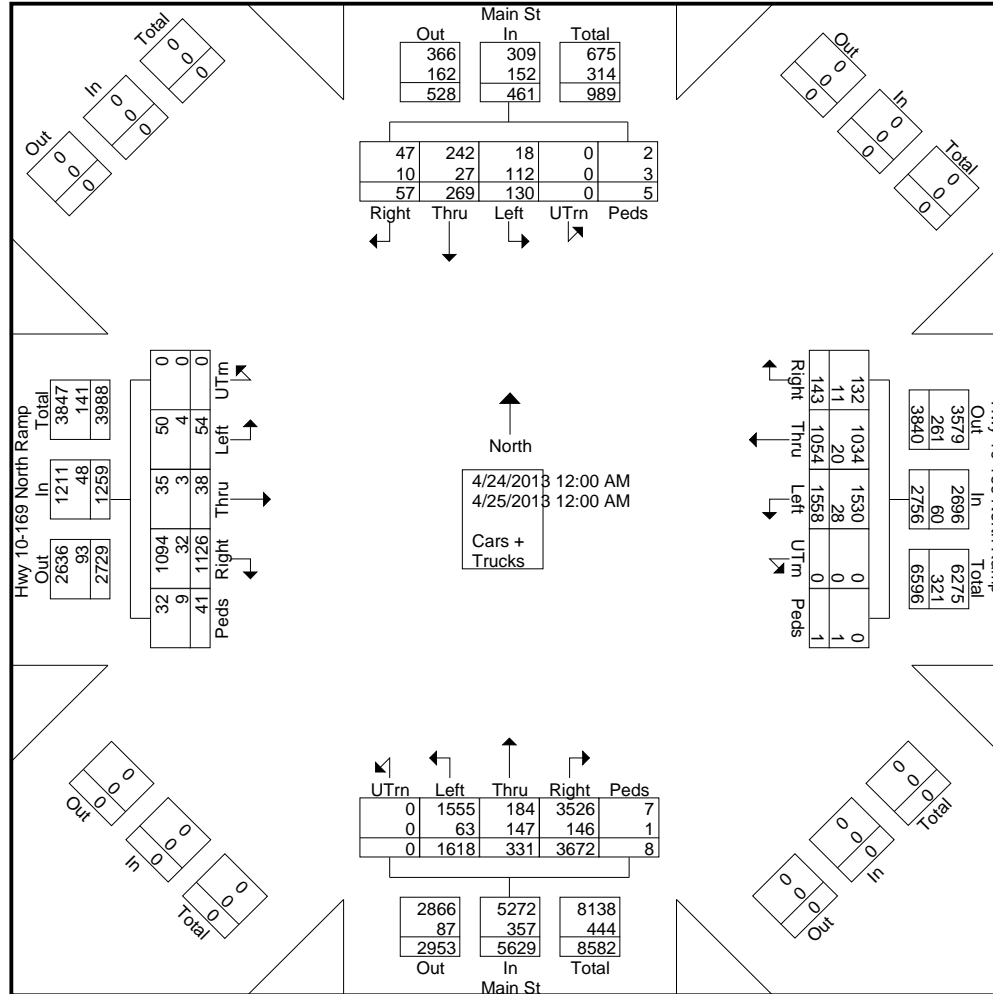 Main St
Out In Total
366 309 675
162 152 314
528 461 989
47 242 18 0 2
10 27 112 0 3
57 269 130 0 5
Right Thru Left UTrn Peds
Total
0
0
0
In
0
0
0
Out
0
0
0
Out
0
0
0
In
0
0
0
Total
0
0
0
Hwy 10-169 North Ramp
Total In Out
3847 1211 2636
141 48 93
3988 1259 2729
0 50 35 1094 32
0 4 3 32 9
0 54 38 1126 41
UTrn Left Thru Right Peds
North
4/24/2013 12:00 AM
4/25/2013 12:00 AM
Cars +
Trucks
Right Thru Left UTrn Peds
132 1034 1530 0 0
11 20 28 0 1
143 1054 1558 0 1
Out In Total
3579 2696 6275
261 60 321
3840 2756 6596
UTrn Left Thru Right Peds
0 1555 184 3526 7
0 63 147 146 1
0 1618 331 3672 8
2866 5272 8138
87 357 444
2953 5629 8582
Out In Total
Main St
0
0
0
Out
0
0
0
In
0
0
0
Total
0
0
0
Total
0
0
0
In
0
0
0
Out